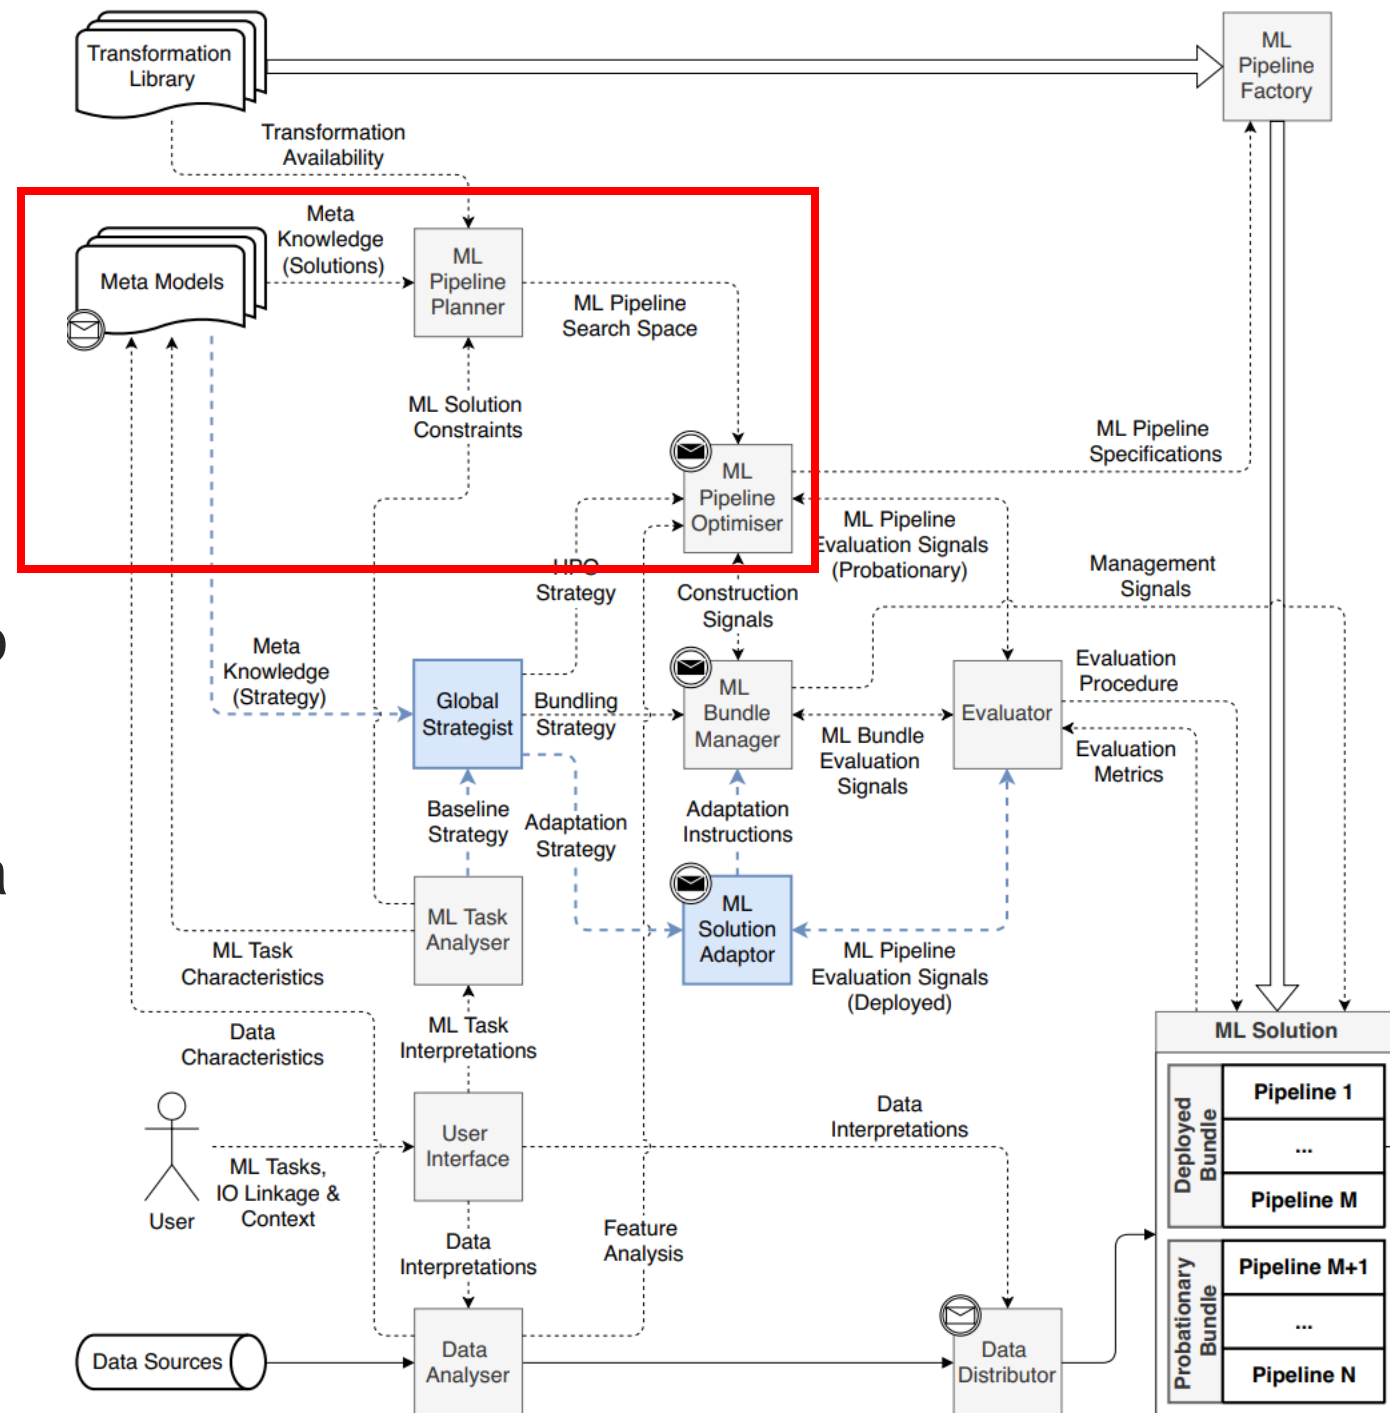 Transformation
Library
ML
Pipeline
Factory
Transformation
Availability
Meta
Knowledge
(Solutions)
Meta Models
ML
Pipeline
Planner
ML Pipeline
Search Space
ML Solution
Constraints
ML Pipeline
Specifications
ML
Pipeline
Optimiser
ML Pipeline
Evaluation Signals
(Probationary)
HPO
Strategy
Construction
Signals
Management
Signals
Meta
Knowledge
(Strategy)
Global
Strategist
Bundling
Strategy
ML
Bundle
Manager
ML Bundle
Evaluation
Signals
Evaluator
Evaluation
Procedure
Evaluation
Metrics
Baseline
Strategy
Adaptation
Strategy
Adaptation
Instructions
ML Task
Analyser
ML
Solution
Adaptor
ML Pipeline
Evaluation Signals
(Deployed)
ML Task
Characteristics
Data
Characteristics
ML Task
Interpretations
User
ML Tasks,
IO Linkage &
Context
User
Interface
Data
Interpretations
Data
Interpretations
Feature
Analysis
Data Sources
Data
Analyser
Data
Distributor
ML Solution
Deployed
Bundle
Pipeline 1
...
Pipeline M
Probationary
Bundle
Pipeline M+1
...
Pipeline N